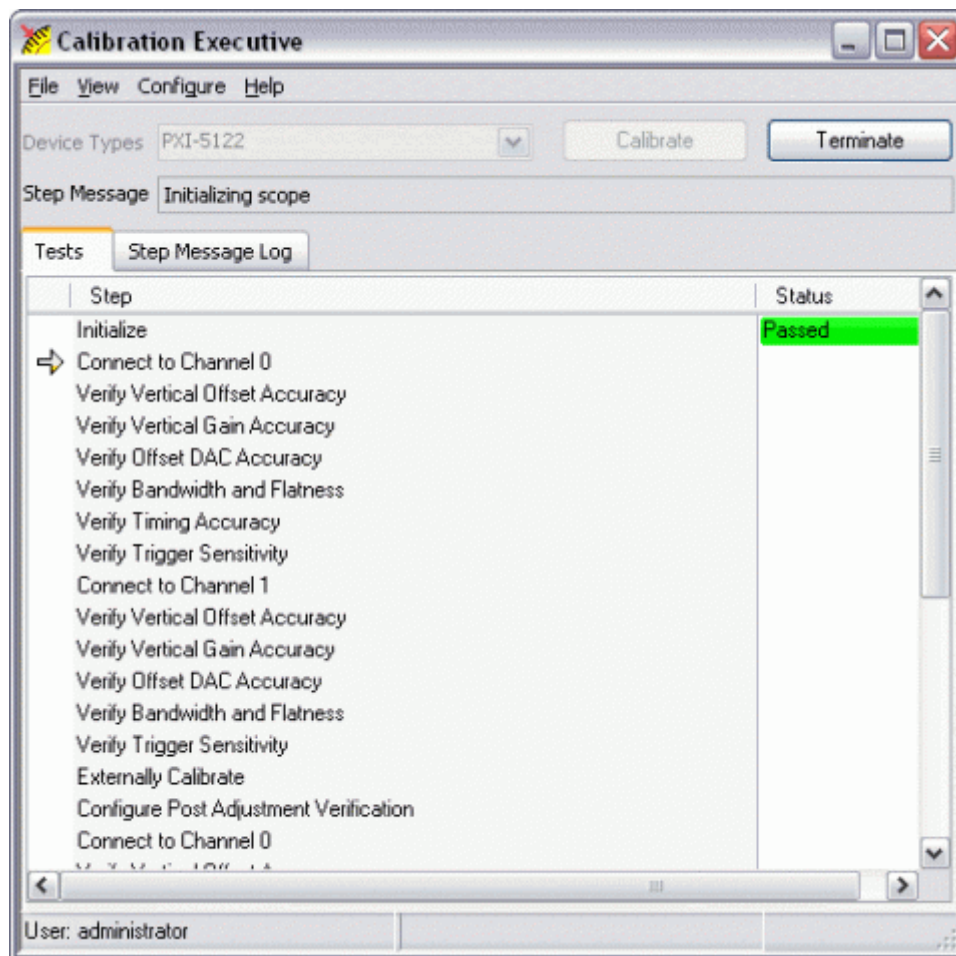 Calibration Executive
File View Configure Help
Device Types PXI-5122 Calibrate Terminate
Step Message Initializing scope
Tests Step Message Log
Step Status
Initialize Passed
Connect to Channel 0
Verify Vertical Offset Accuracy
Verify Vertical Gain Accuracy
Verify Offset DAC Accuracy
Verify Bandwidth and Flatness
Verify Timing Accuracy
Verify Trigger Sensitivity
Connect to Channel 1
Verify Vertical Offset Accuracy
Verify Vertical Gain Accuracy
Verify Offset DAC Accuracy
Verify Bandwidth and Flatness
Verify Trigger Sensitivity
Externally Calibrate
Configure Post Adjustment Verification
Connect to Channel 0
User: administrator